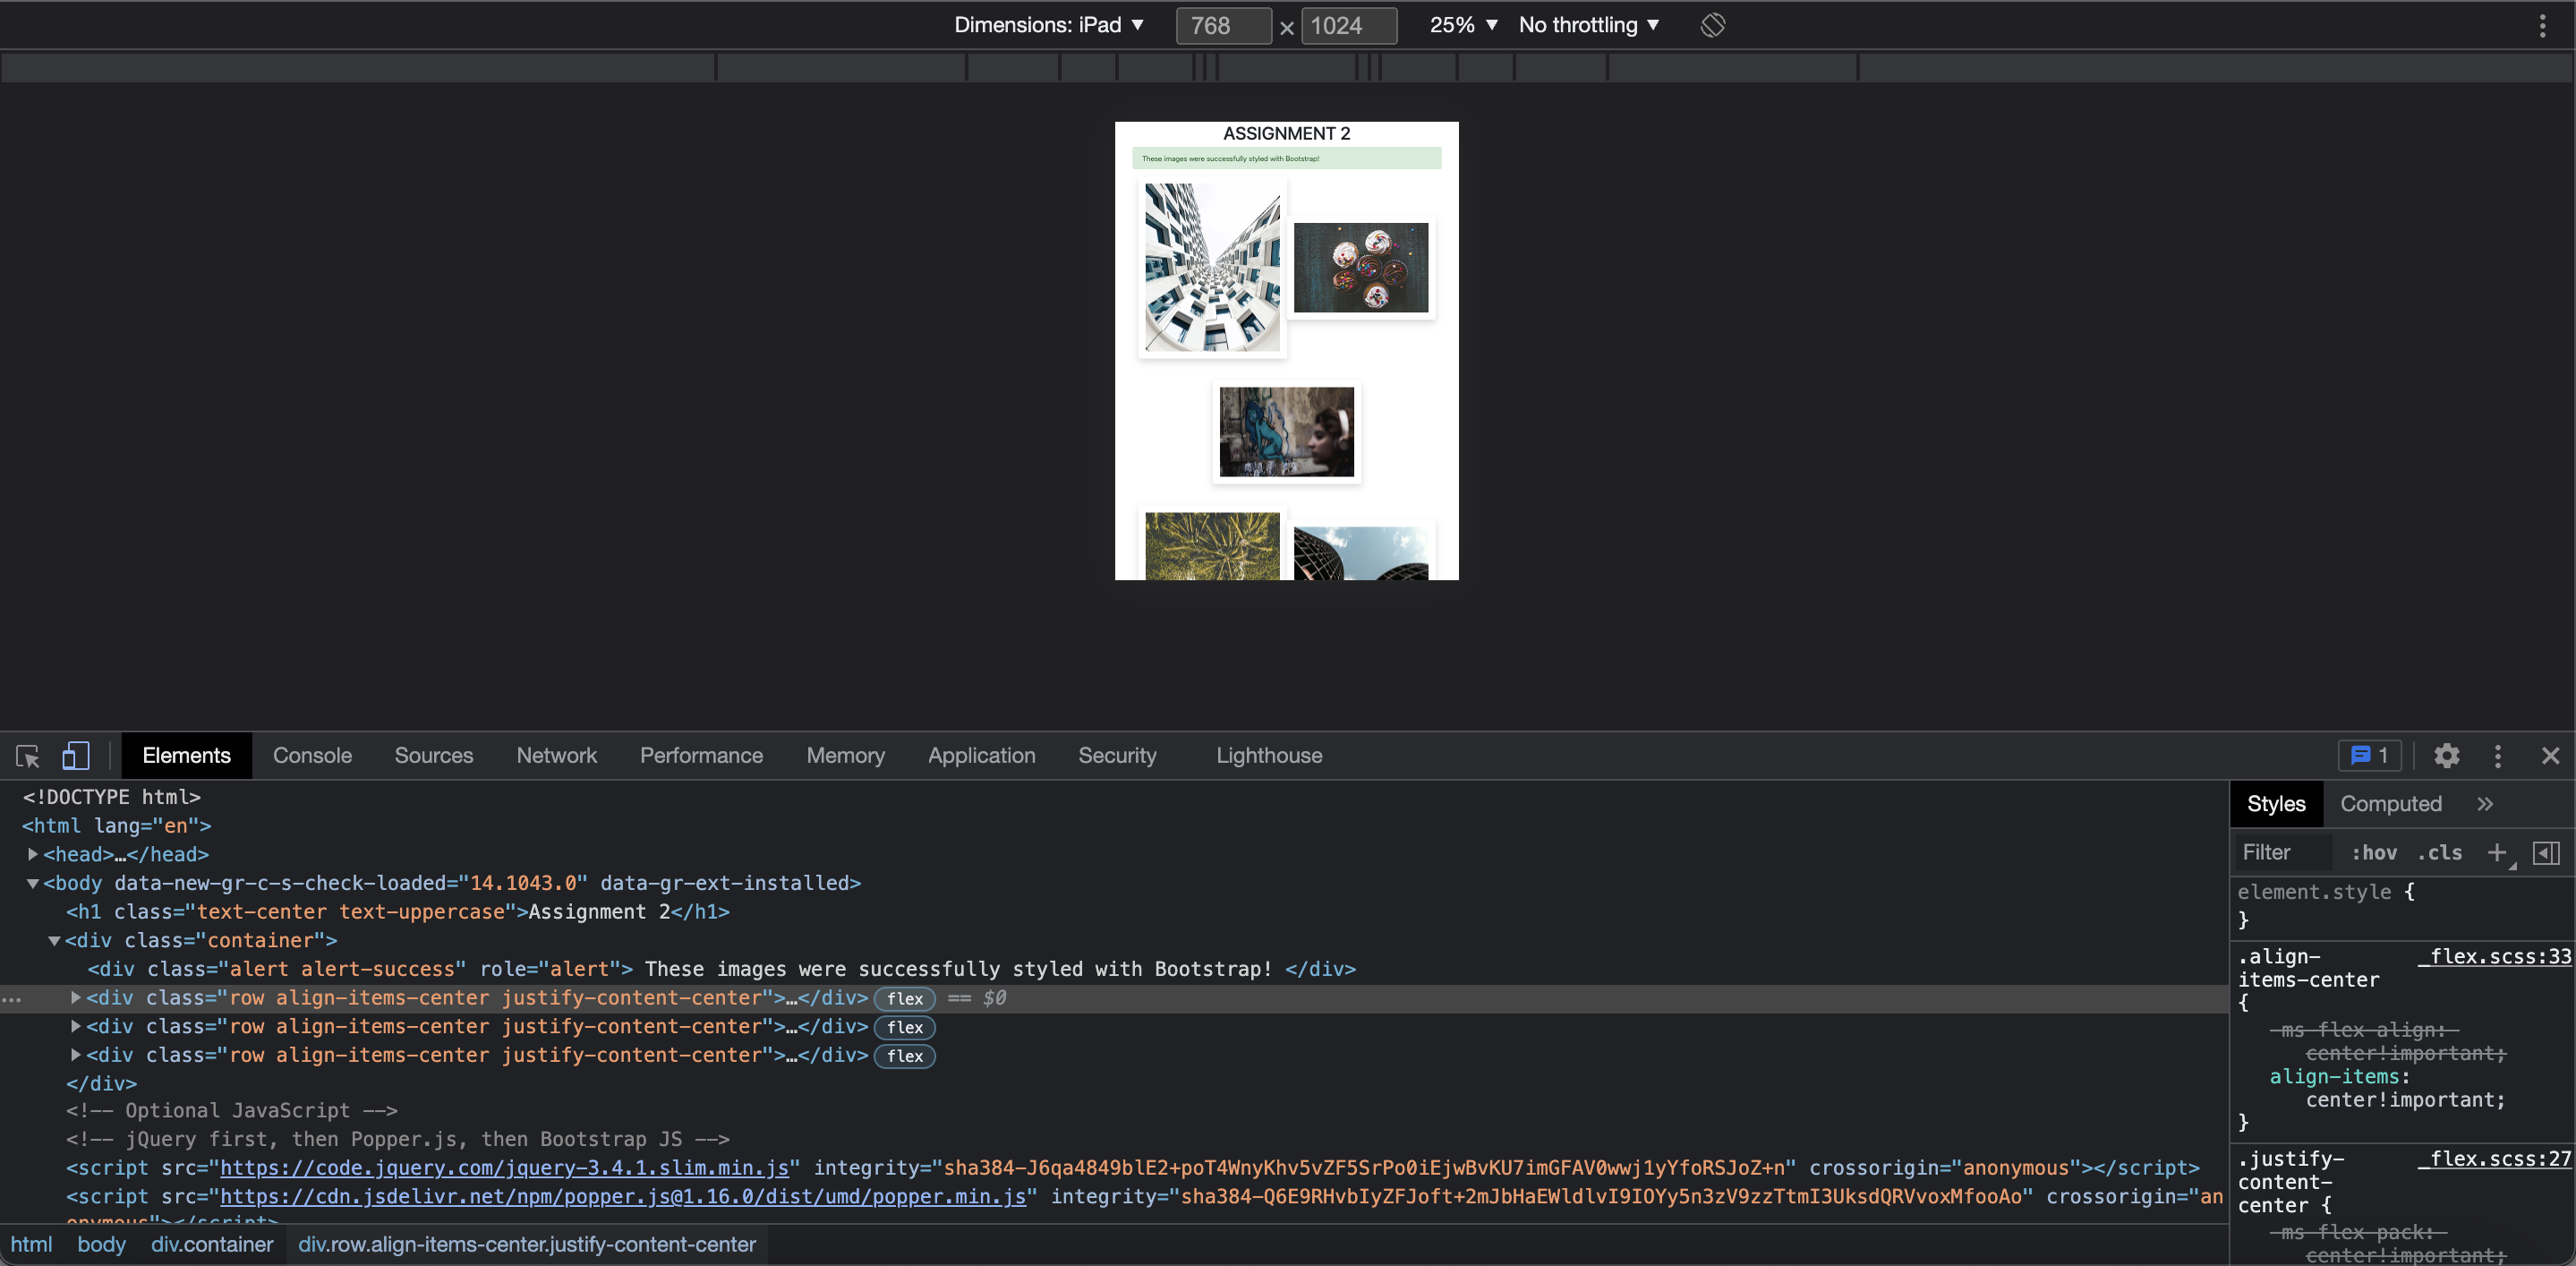 Dimensions: iPad ▼ 768 × 1024 25% ▼ No throttling ▼
ASSIGNMENT 2
These images were successfully styled with Bootstrap!
Elements Console Sources Network Performance Memory Application Security Lighthouse 1
<!DOCTYPE html>
<html lang="en">
<head>…</head>
<body data-new-gr-c-s-check-loaded="14.1043.0" data-gr-ext-installed>
<h1 class="text-center text-uppercase">Assignment 2</h1>
<div class="container">
<div class="alert alert-success" role="alert"> These images were successfully styled with Bootstrap! </div>
<div class="row align-items-center justify-content-center">…</div> flex == $0
<div class="row align-items-center justify-content-center">…</div> flex
<div class="row align-items-center justify-content-center">…</div> flex
</div>
<!-- Optional JavaScript -->
<!-- jQuery first, then Popper.js, then Bootstrap JS -->
<script src="https://code.jquery.com/jquery-3.4.1.slim.min.js" integrity="sha384-J6qa4849blE2+poT4WnyKhv5vZF5SrPo0iEjwBvKU7imGFAV0wwj1yYfoRSJoZ+n" crossorigin="anonymous"></script>
<script src="https://cdn.jsdelivr.net/npm/popper.js@1.16.0/dist/umd/popper.min.js" integrity="sha384-Q6E9RHvbIyZFJoft+2mJbHaEWldlvI9IOYy5n3zV9zzTtmI3UksdQRVvoxMfooAo" crossorigin="an
onymous"></script>
html body div.container div.row.align-items-center.justify-content-center
Styles Computed »
Filter :hov .cls +
element.style {
}
.align- _flex.scss:33
items-center
{
-ms-flex-align:
center!important;
align-items:
center!important;
}
.justify- _flex.scss:27
content-
center {
-ms-flex-pack:
center!important;